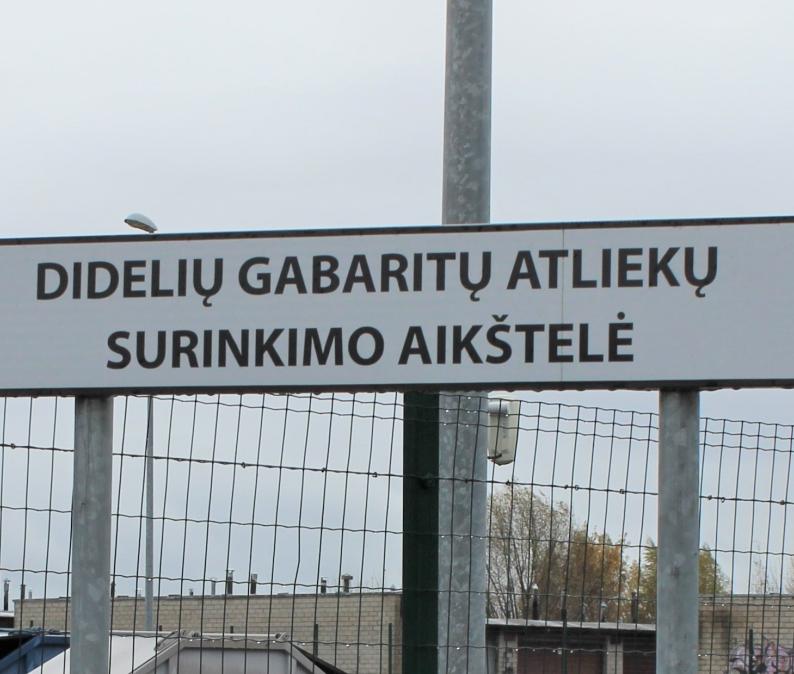 DIDELIŲ GABARITŲ ATLIEKŲ
SURINKIMO AIKŠTELĖ